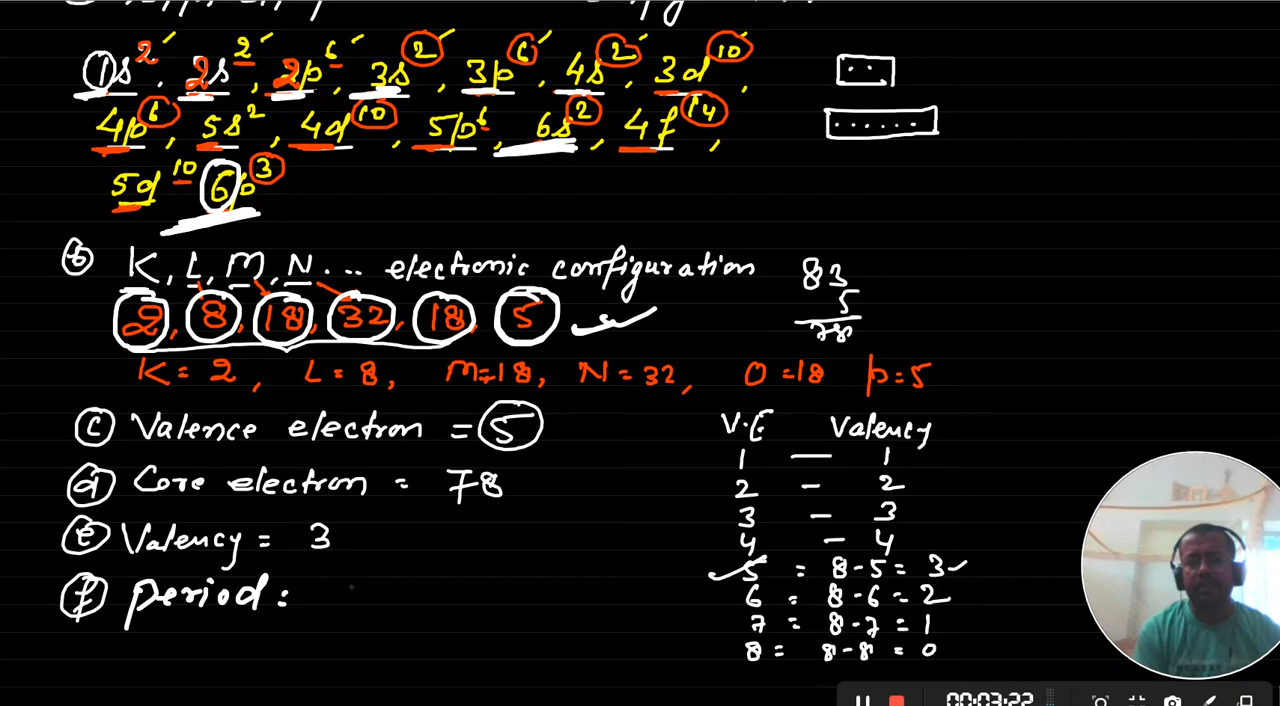 1s², 2s², 2p⁶, 3s², 3p⁶, 4s², 3d¹⁰,
4p⁶, 5s², 4d¹⁰, 5p⁶, 6s², 4f¹⁴,
5d¹⁰ 6p³
(b) K, L, M, N... electronic configuration
2, 8, 18, 32, 18, 5
83
5
78
K = 2, L = 8, M = 18, N = 32, O = 18 p = 5
(c) Valence electron = 5
(d) Core electron = 78
(e) Valency = 3
(f) Period :
V.E Valency
1 — 1
2 - 2
3 - 3
4 - 4
5 = 8-5 = 3
6 = 8-6 = 2
7 = 8-7 = 1
8 = 8-8 = 0
00:03:22